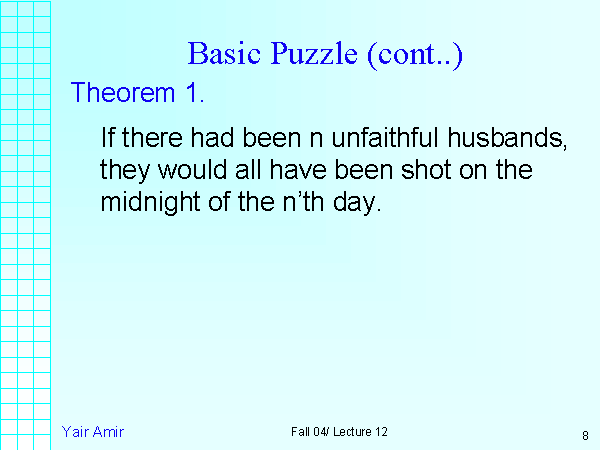 Basic Puzzle (cont..)
Theorem 1.
If there had been n unfaithful husbands,
they would all have been shot on the
midnight of the n’th day.
Yair Amir
Fall 04/ Lecture 12
8